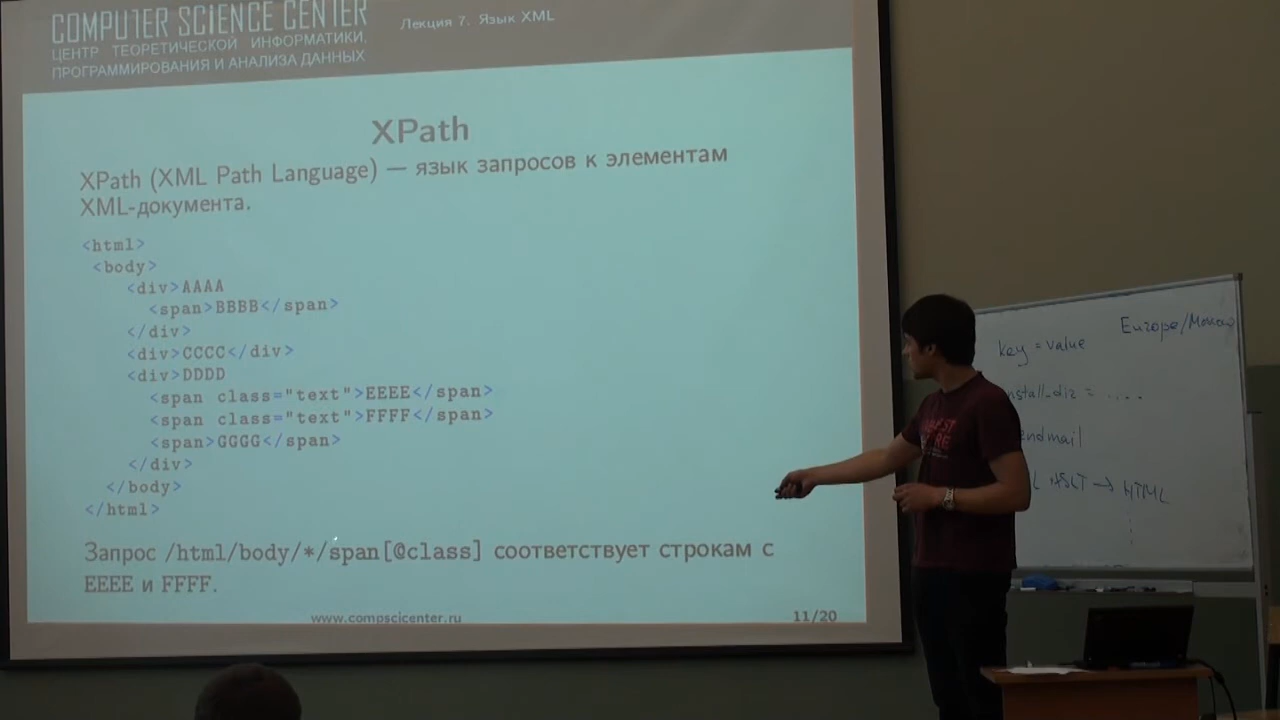 COMPUTER SCIENCE CENTER
ЦЕНТР ТЕОРЕТИЧЕСКОЙ ИНФОРМАТИКИ,
ПРОГРАММИРОВАНИЯ И АНАЛИЗА ДАННЫХ
Лекция 7. Язык XML
XPath
XPath (XML Path Language) — язык запросов к элементам
XML-документа.
<html>
<body>
<div>AAAA
<span>BBBB</span>
</div>
<div>CCCC</div>
<div>DDDD
<span class="text">EEEE</span>
<span class="text">FFFF</span>
<span>GGGG</span>
</div>
</body>
</html>
Запрос /html/body/*/span[@class] соответствует строкам с
EEEE и FFFF.
www.compscicenter.ru
11/20
Europe/
key = value
= ....
XSLT → HTML